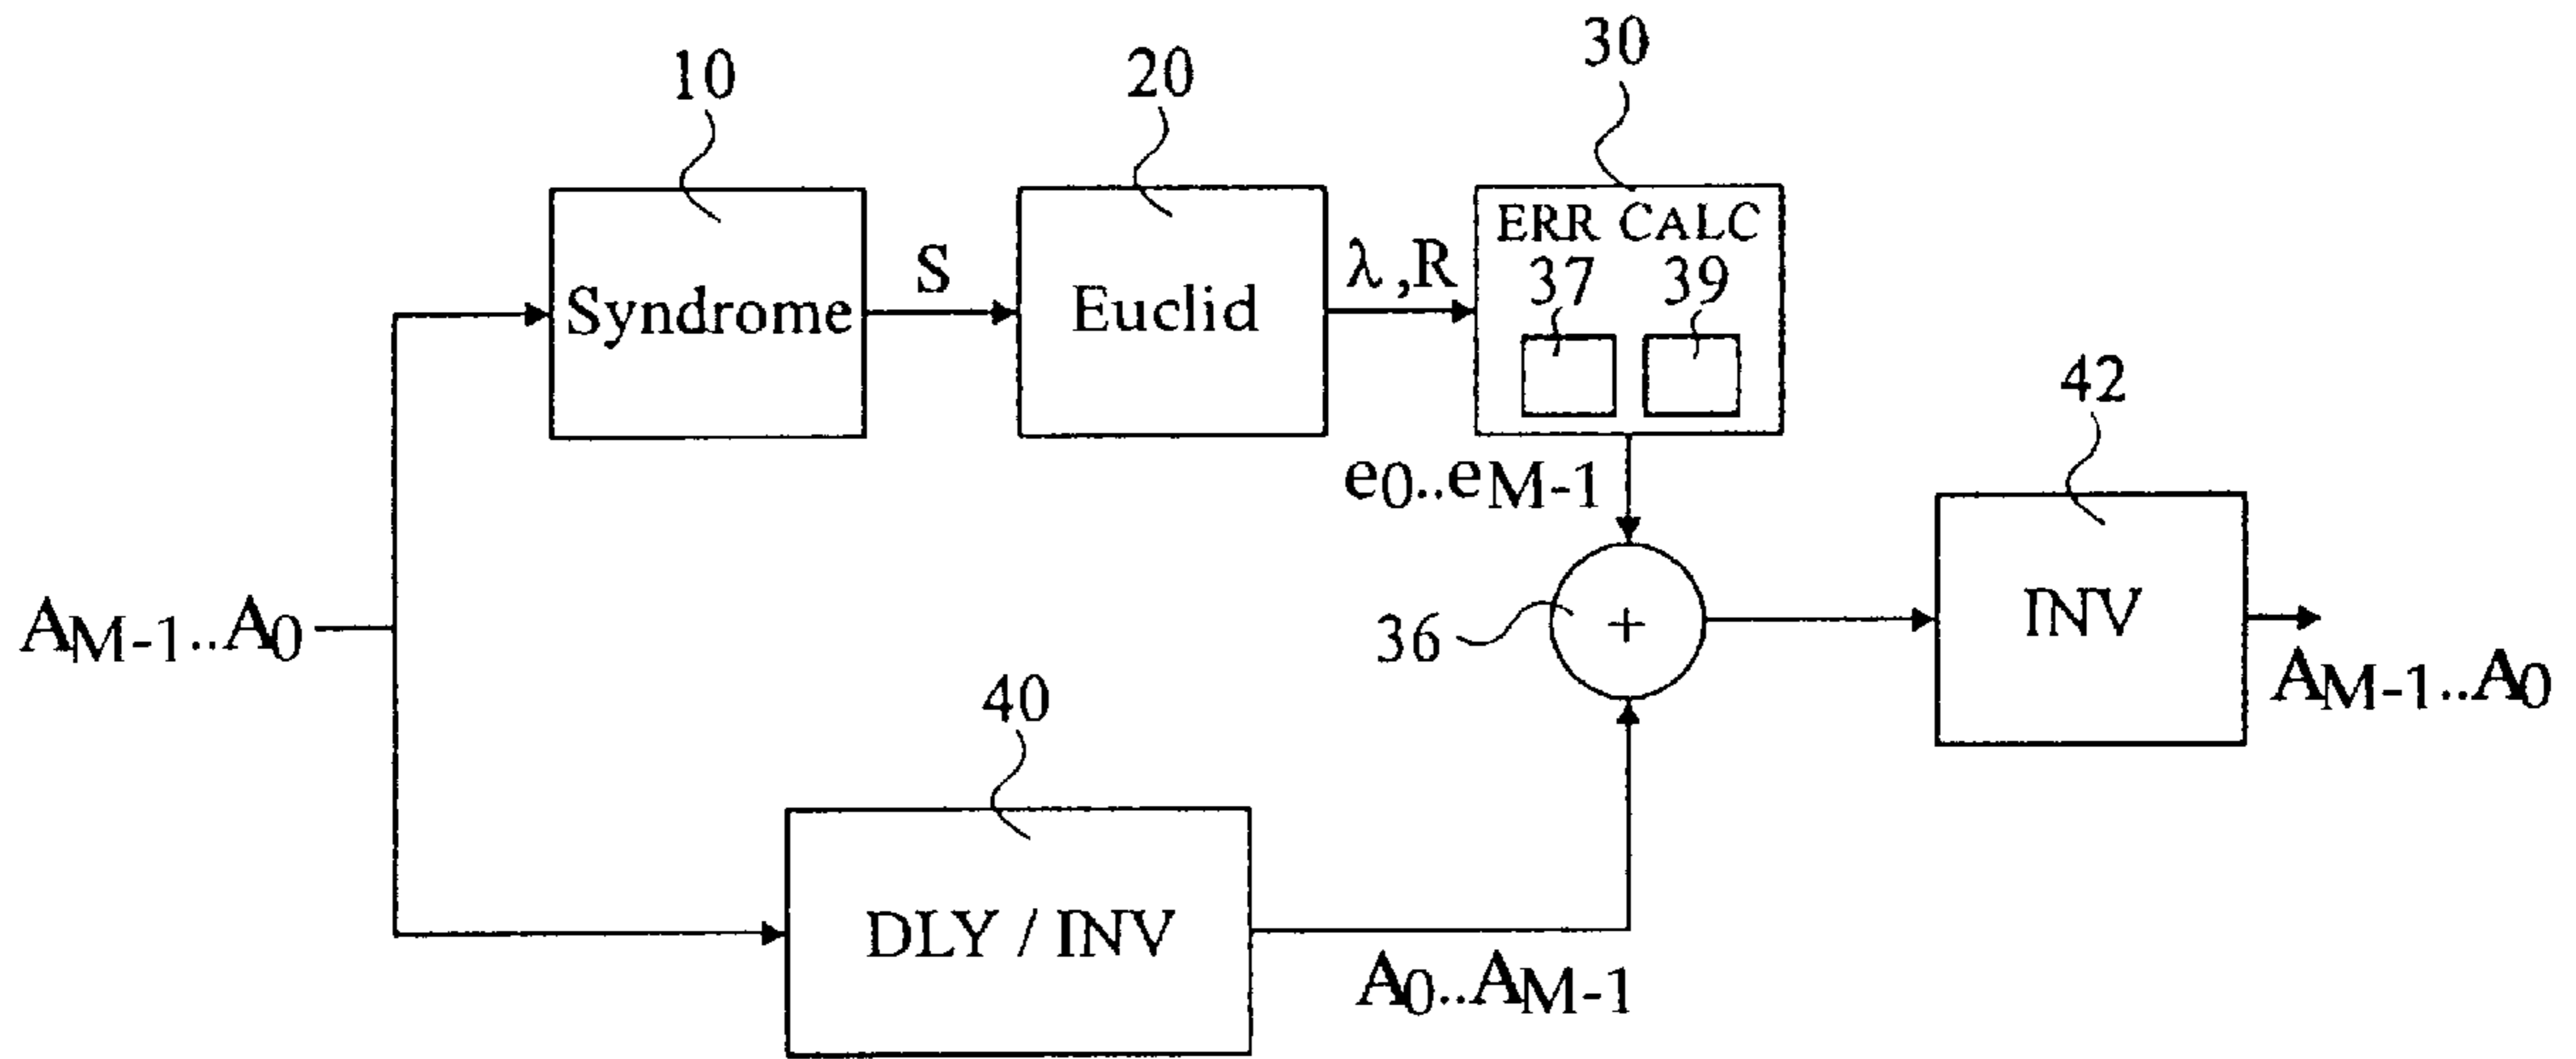 30
10
20
ERR CALC
37
39
S
λ,R
Syndrome
Euclid
42
e0..eM-1
INV
AM-1..A0
36
+
AM-1..A0
40
DLY / INV
A0..AM-1